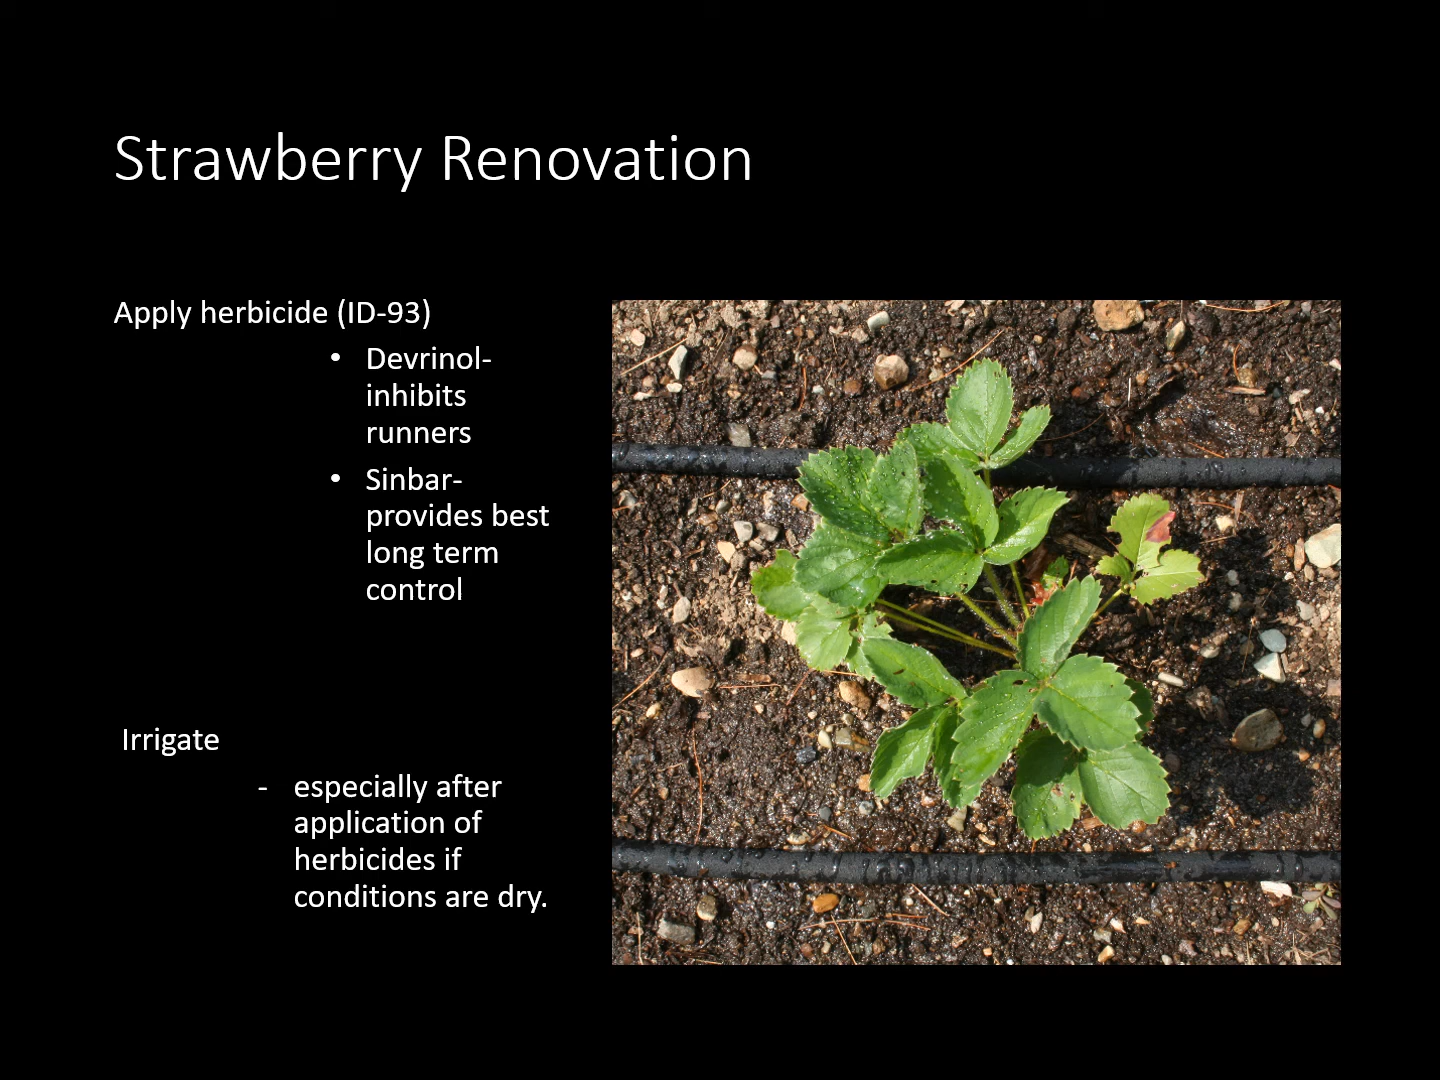 Strawberry Renovation
Apply herbicide (ID-93)
• Devrinol-
inhibits
runners
• Sinbar-
provides best
long term
control
Irrigate
- especially after
application of
herbicides if
conditions are dry.